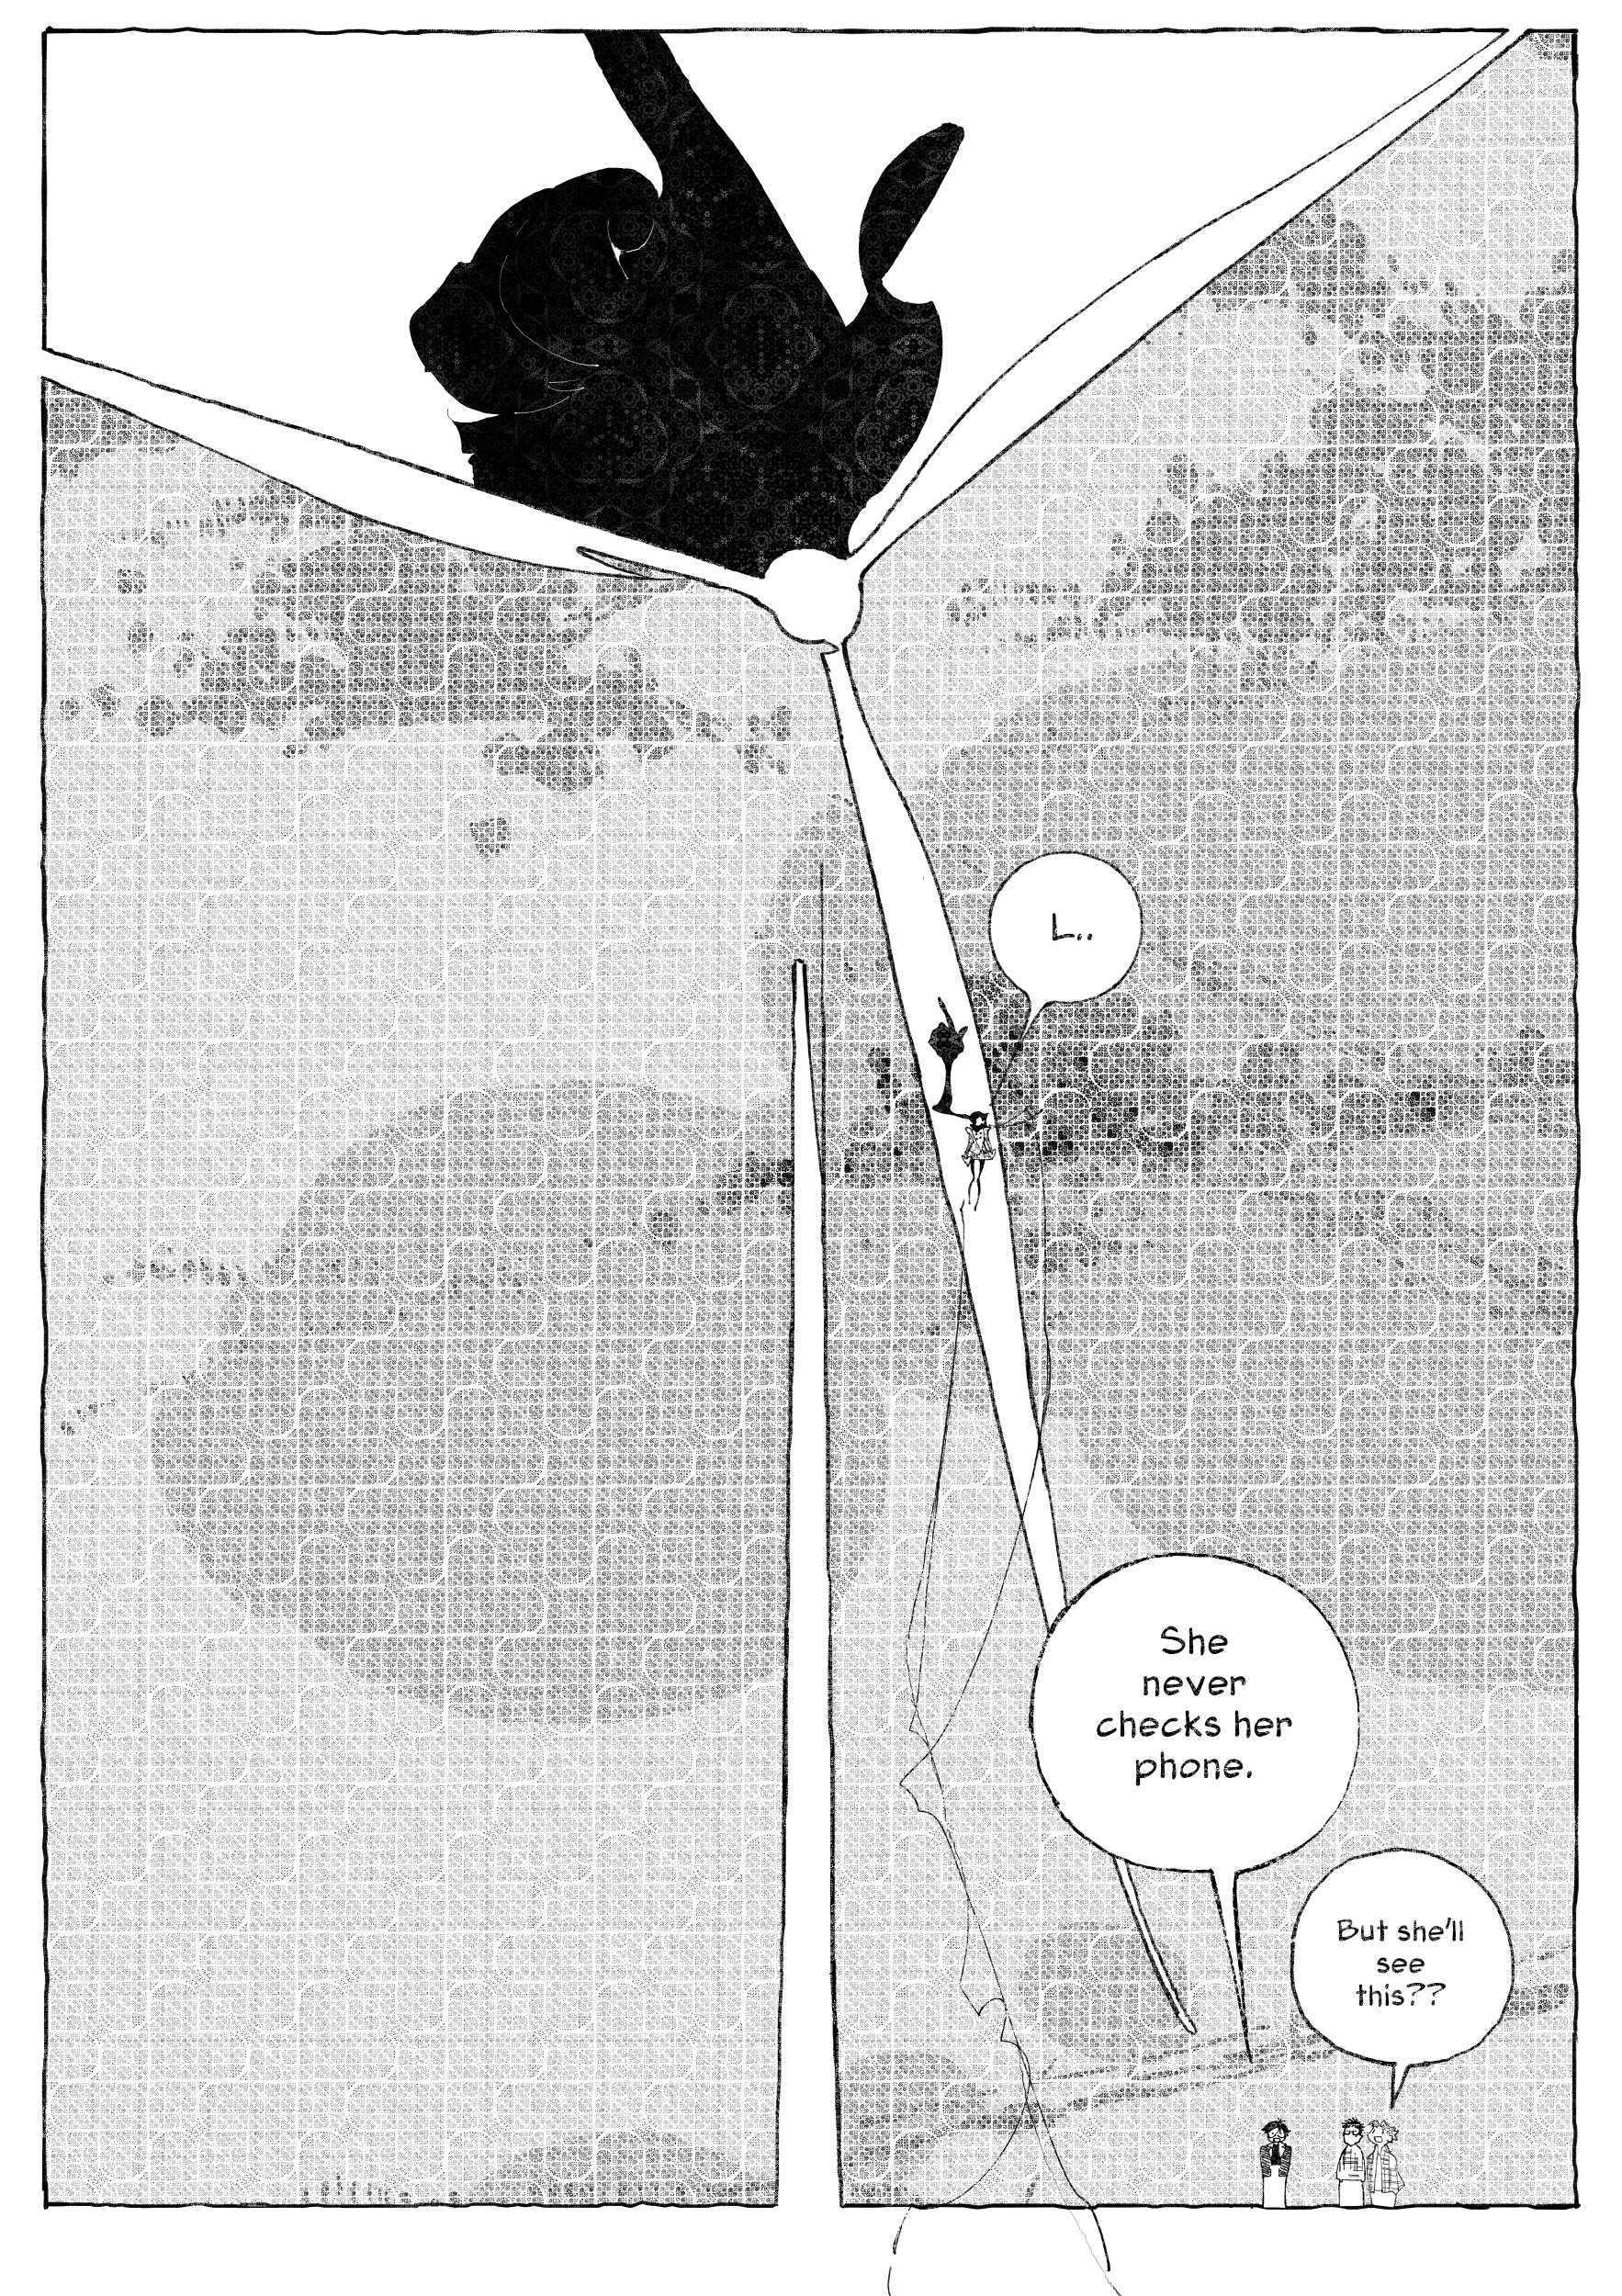 L..
She
never
checks her
phone.
But she'll
see
this??